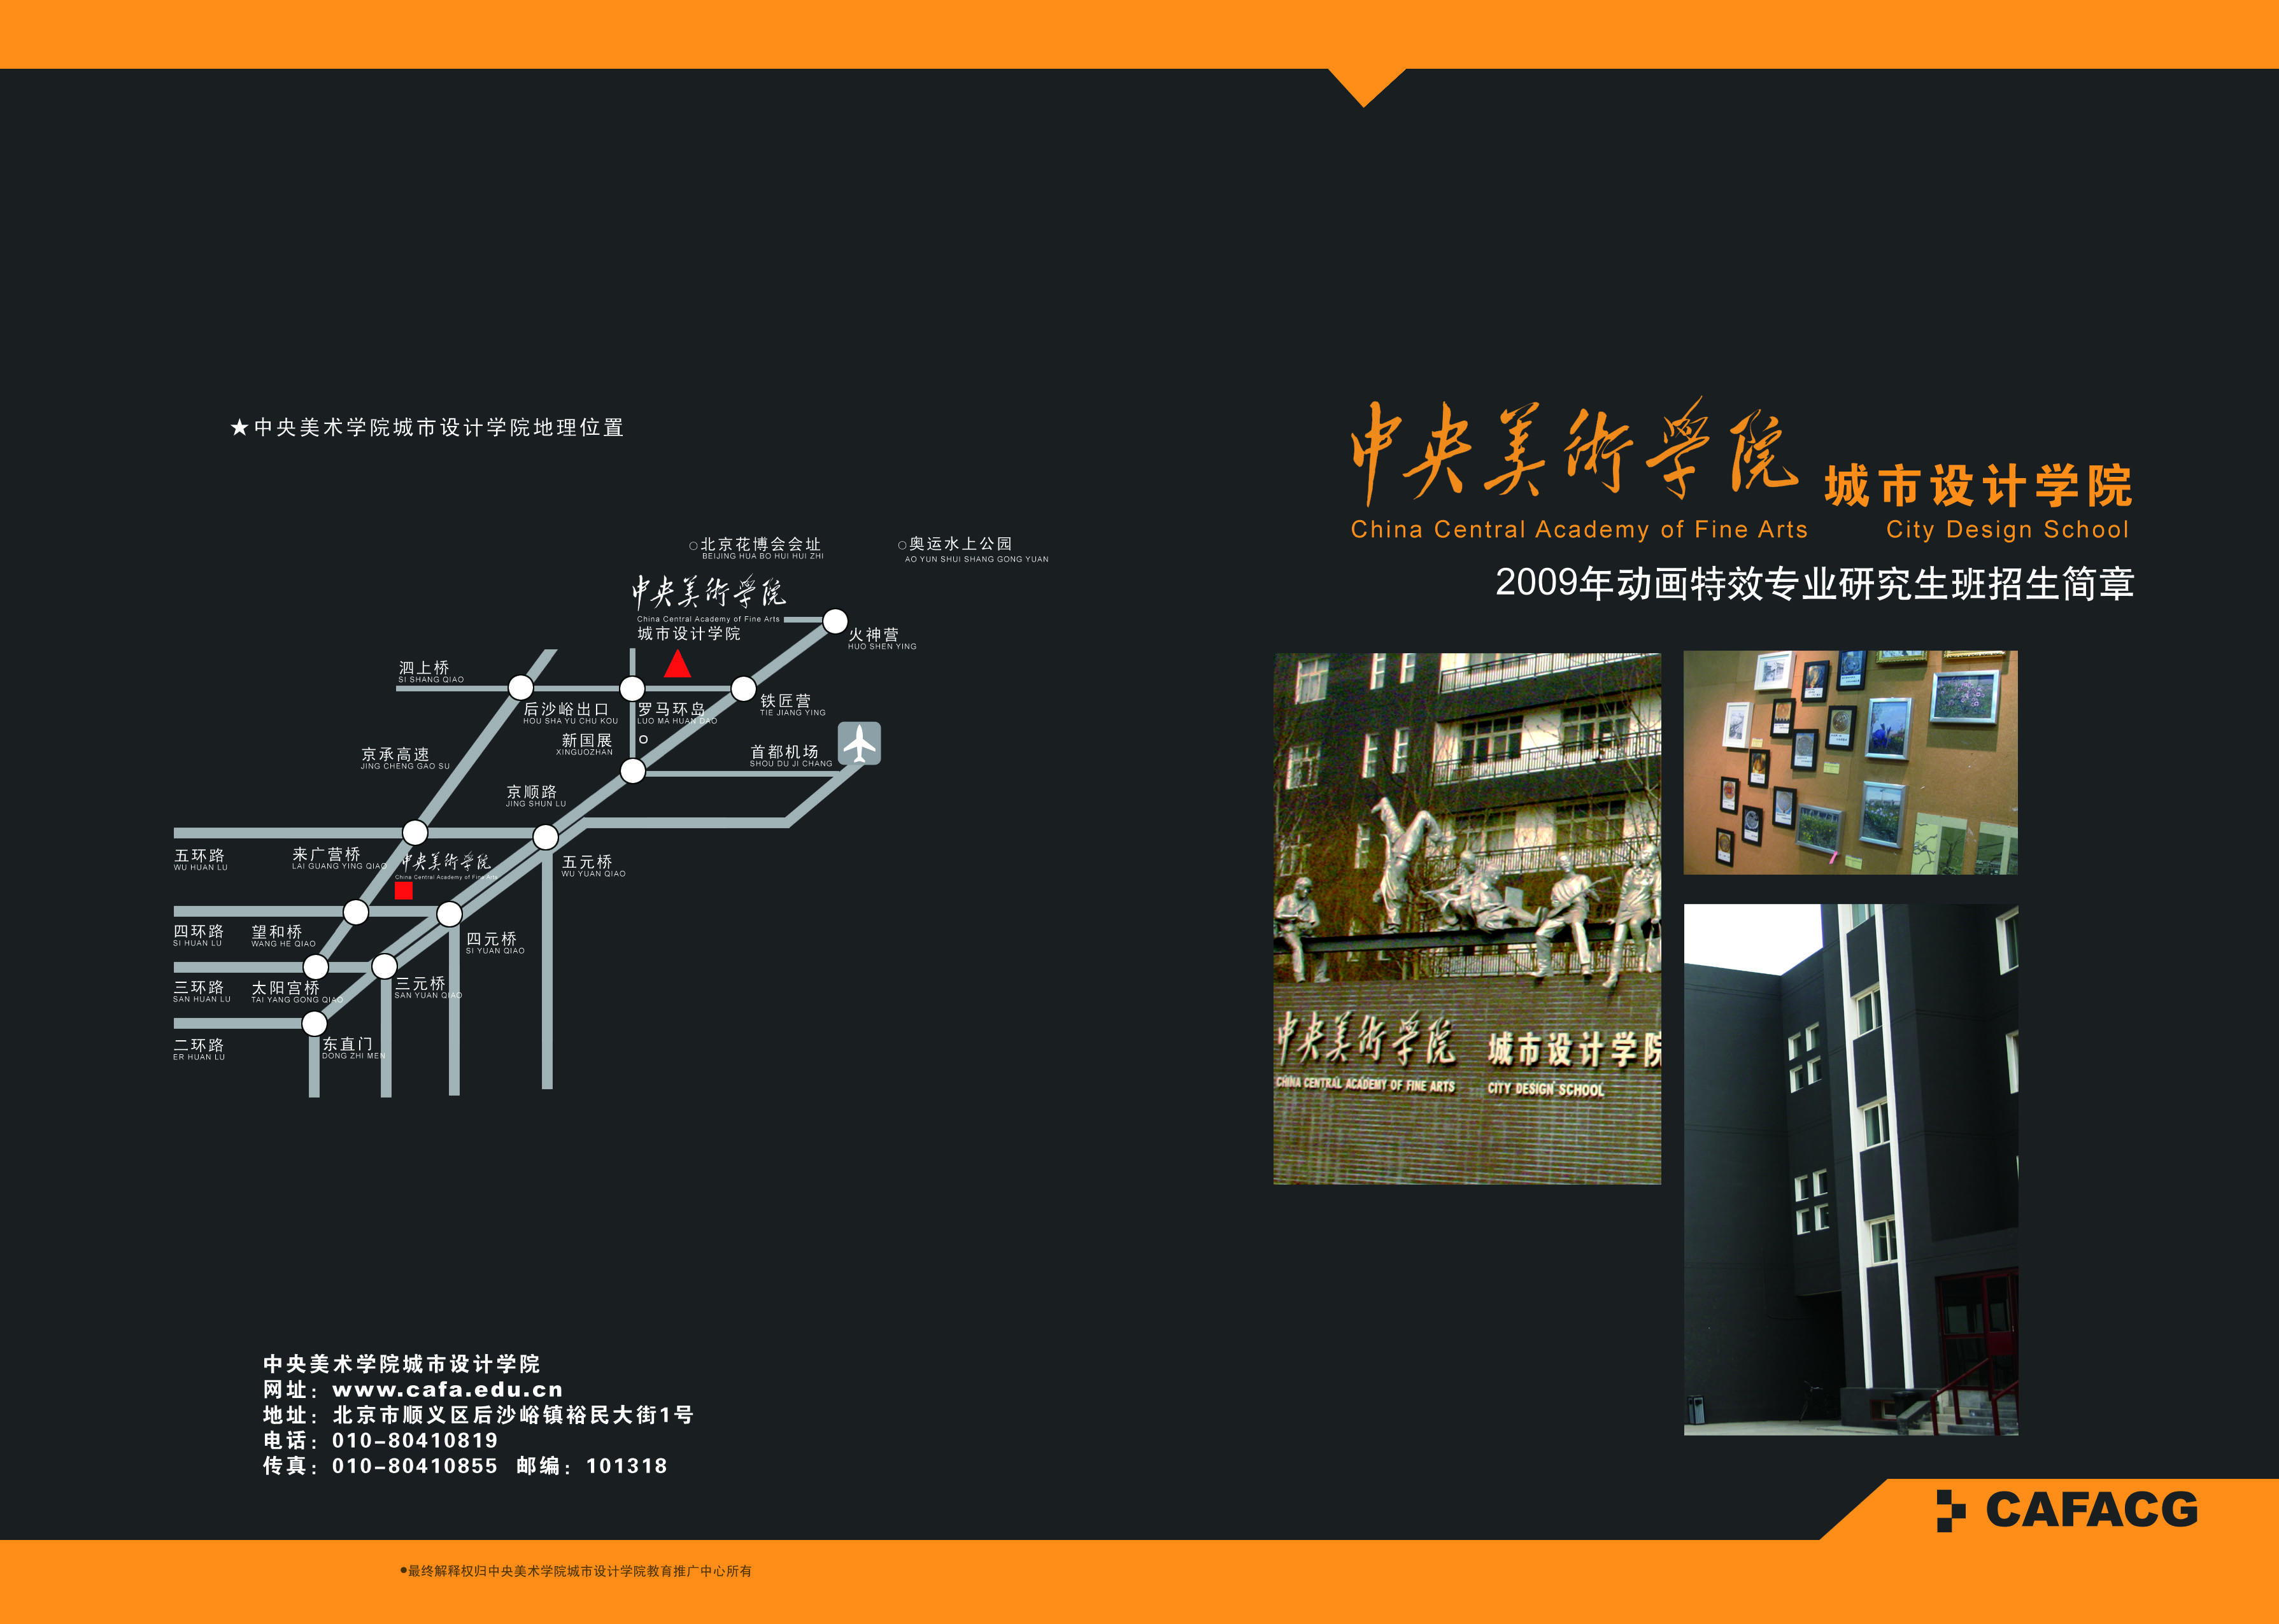 ★中央美术学院城市设计学院地理位置
北京花博会会址
BEIJING HUA BO HUI HUI ZHI
奥运水上公园
AO YUN SHUI SHANG GONG YUAN
中央美術学院
China Central Academy of Fine Arts
城市设计学院
火神营
HUO SHEN YING
泗上桥
SI SHANG QIAO
后沙峪出口
HOU SHA YU CHU KOU
罗马环岛
LUO MA HUAN DAO
铁匠营
TIE JIANG YING
新国展
XINGUOZHAN
首都机场
SHOU DU JI CHANG
京承高速
JING CHENG GAO SU
京顺路
JING SHUN LU
五环路
WU HUAN LU
来广营桥
LAI GUANG YING QIAO
中央美術学院
China Central Academy of Fine Arts
五元桥
WU YUAN QIAO
四环路
SI HUAN LU
望和桥
WANG HE QIAO
四元桥
SI YUAN QIAO
三环路
SAN HUAN LU
太阳宫桥
TAI YANG GONG QIAO
三元桥
SAN YUAN QIAO
二环路
ER HUAN LU
东直门
DONG ZHI MEN
中央美术学院城市设计学院
网址：www.cafa.edu.cn
地址：北京市顺义区后沙峪镇裕民大街1号
电话：010-80410819
传真：010-80410855 邮编：101318
●最终解释权归中央美术学院城市设计学院教育推广中心所有
中央美術学院 城市设计学院
China Central Academy of Fine Arts City Design School
2009年动画特效专业研究生班招生简章
中央美術学院 城市设计学院
CHINA CENTRAL ACADEMY OF FINE ARTS CITY DESIGN SCHOOL
CAFACG